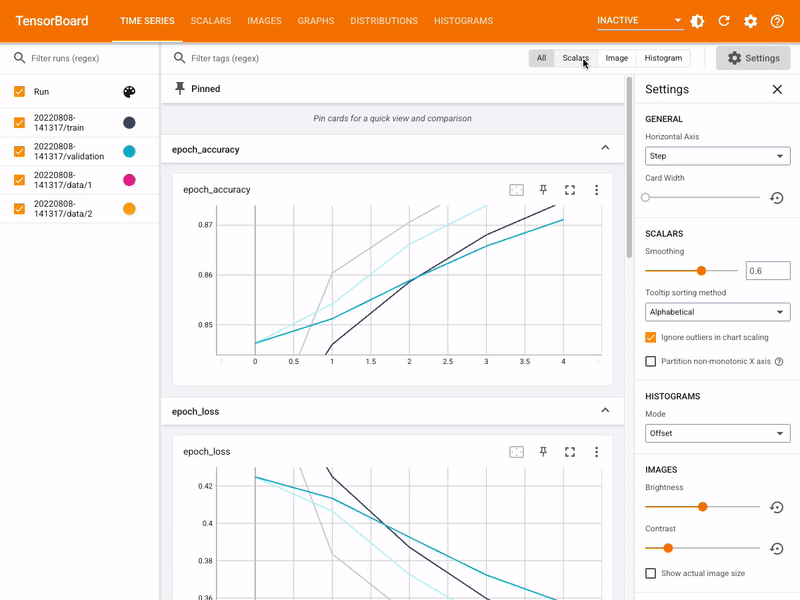 TensorBoard
TIME SERIES
SCALARS
IMAGES
GRAPHS
DISTRIBUTIONS
HISTOGRAMS
INACTIVE
Filter runs (regex)
Run
20220808-
141317/train
20220808-
141317/validation
20220808-
141317/data/1
20220808-
141317/data/2
Filter tags (regex)
All
Scalars
Image
Histogram
Settings
Pinned
Pin cards for a quick view and comparison
epoch_accuracy
epoch_accuracy
0.87
0.86
0.85
0 0.5 1 1.5 2 2.5 3 3.5 4
epoch_loss
epoch_loss
0.42
0.4
0.38
0.36
Settings
GENERAL
Horizontal Axis
Step
Card Width
SCALARS
Smoothing
0.6
Tooltip sorting method
Alphabetical
Ignore outliers in chart scaling
Partition non-monotonic X axis
HISTOGRAMS
Mode
Offset
IMAGES
Brightness
Contrast
Show actual image size